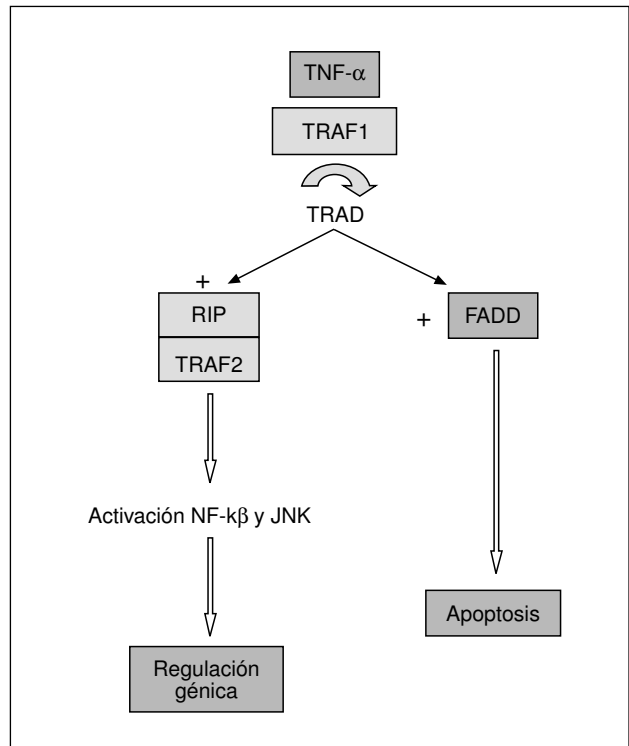 TNF-α
TRAF1
TRAD
+
RIP
TRAF2
+
FADD
Activación NF-kβ y JNK
Apoptosis
Regulación
génica